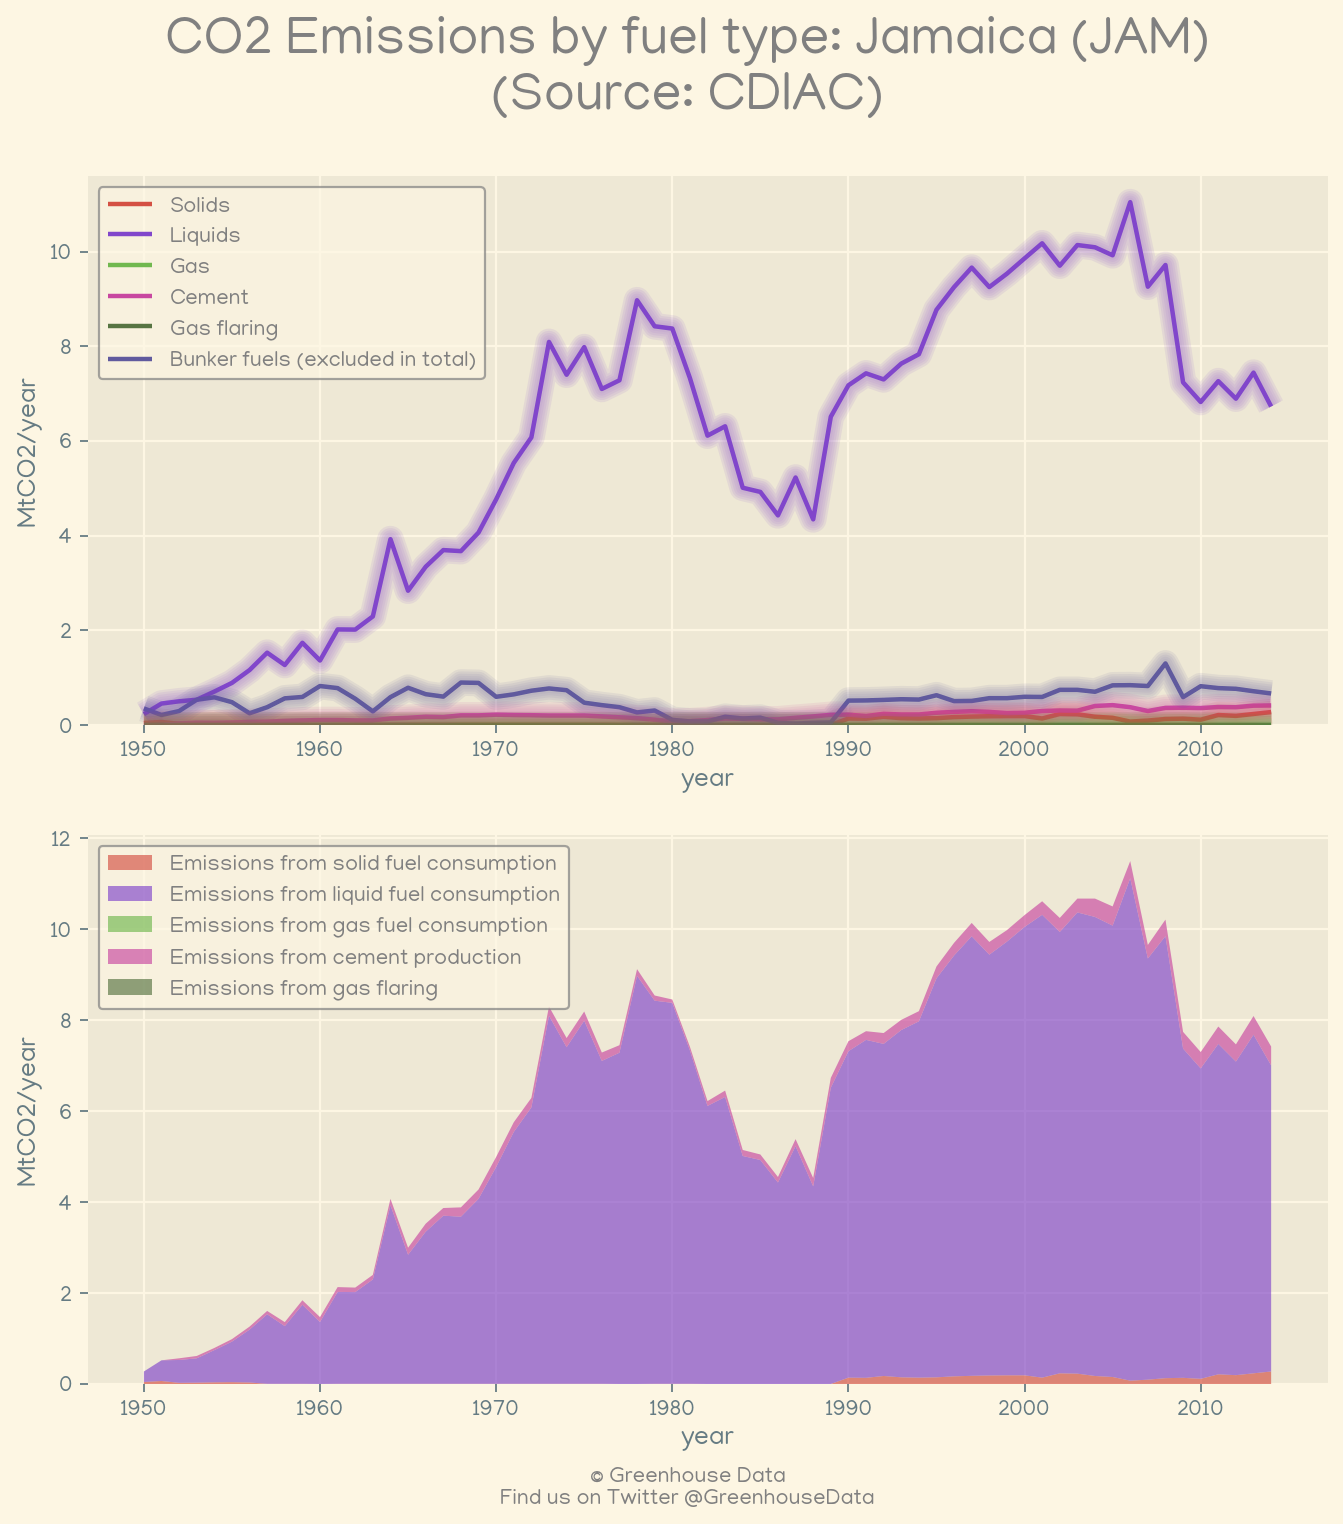 CO2 Emissions by fuel type: Jamaica (JAM)
(Source: CDIAC)
Solids
Liquids
Gas
Cement
Gas flaring
Bunker fuels (excluded in total)
MtCO2/year
10
8
6
4
2
0
1950 1960 1970 1980 1990 2000 2010
year
Emissions from solid fuel consumption
Emissions from liquid fuel consumption
Emissions from gas fuel consumption
Emissions from cement production
Emissions from gas flaring
MtCO2/year
12
10
8
6
4
2
0
1950 1960 1970 1980 1990 2000 2010
year
© Greenhouse Data
Find us on Twitter @GreenhouseData